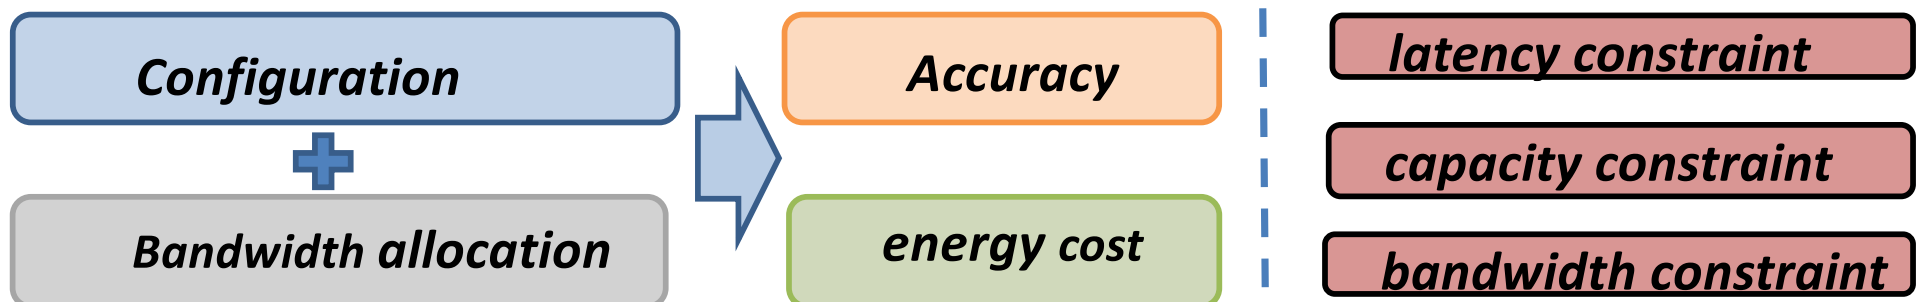 Configuration
Bandwidth allocation
Accuracy
energy cost
latency constraint
capacity constraint
bandwidth constraint